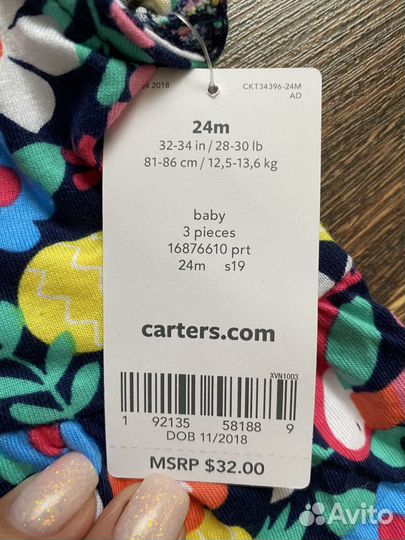 2018 CKT34396-24M
AD
24m
32-34 in / 28-30 lb
81-86 cm / 12,5-13,6 kg
baby
3 pieces
16876610 prt
24m s19
carters.com
XVN1003
1 92135 58188 9
DOB 11/2018
MSRP $32.00
Avito